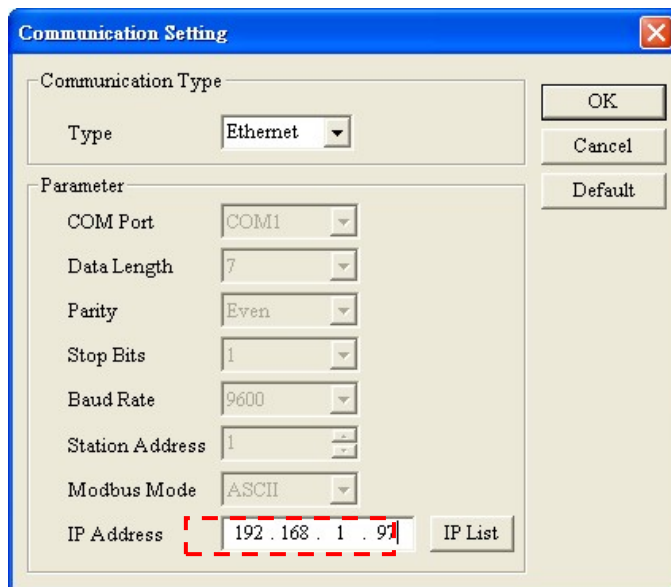 Communication Setting
Communication Type
Type Ethernet
OK
Cancel
Default
Parameter
COM Port COM1
Data Length 7
Parity Even
Stop Bits 1
Baud Rate 9600
Station Address 1
Modbus Mode ASCII
IP Address 192 . 168 . 1 . 97 IP List